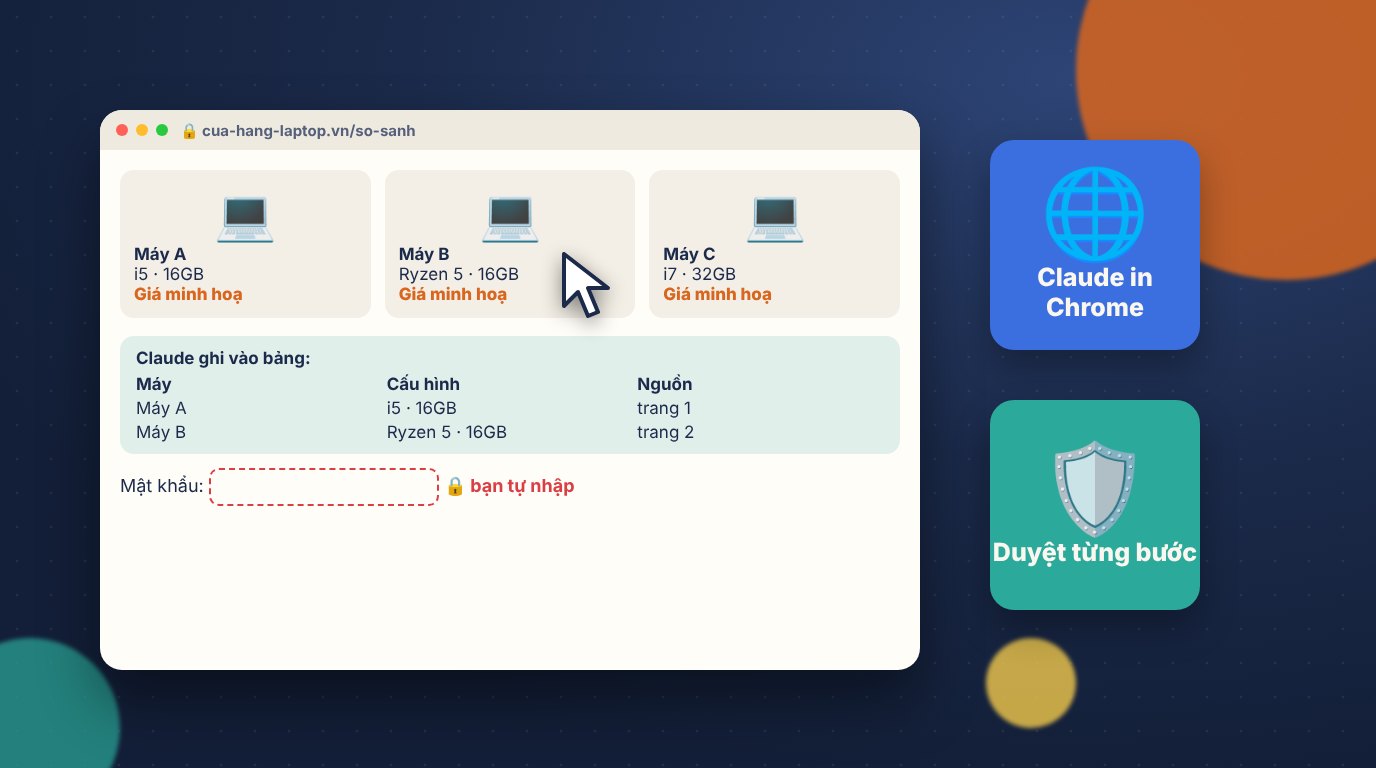 cua-hang-laptop.vn/so-sanh
Máy A
i5 · 16GB
Giá minh hoạ
Máy B
Ryzen 5 · 16GB
Giá minh hoạ
Máy C
i7 · 32GB
Giá minh hoạ
Claude ghi vào bảng:
Máy Cấu hình Nguồn
Máy A i5 · 16GB trang 1
Máy B Ryzen 5 · 16GB trang 2
Mật khẩu: bạn tự nhập
Claude in
Chrome
Duyệt từng bước